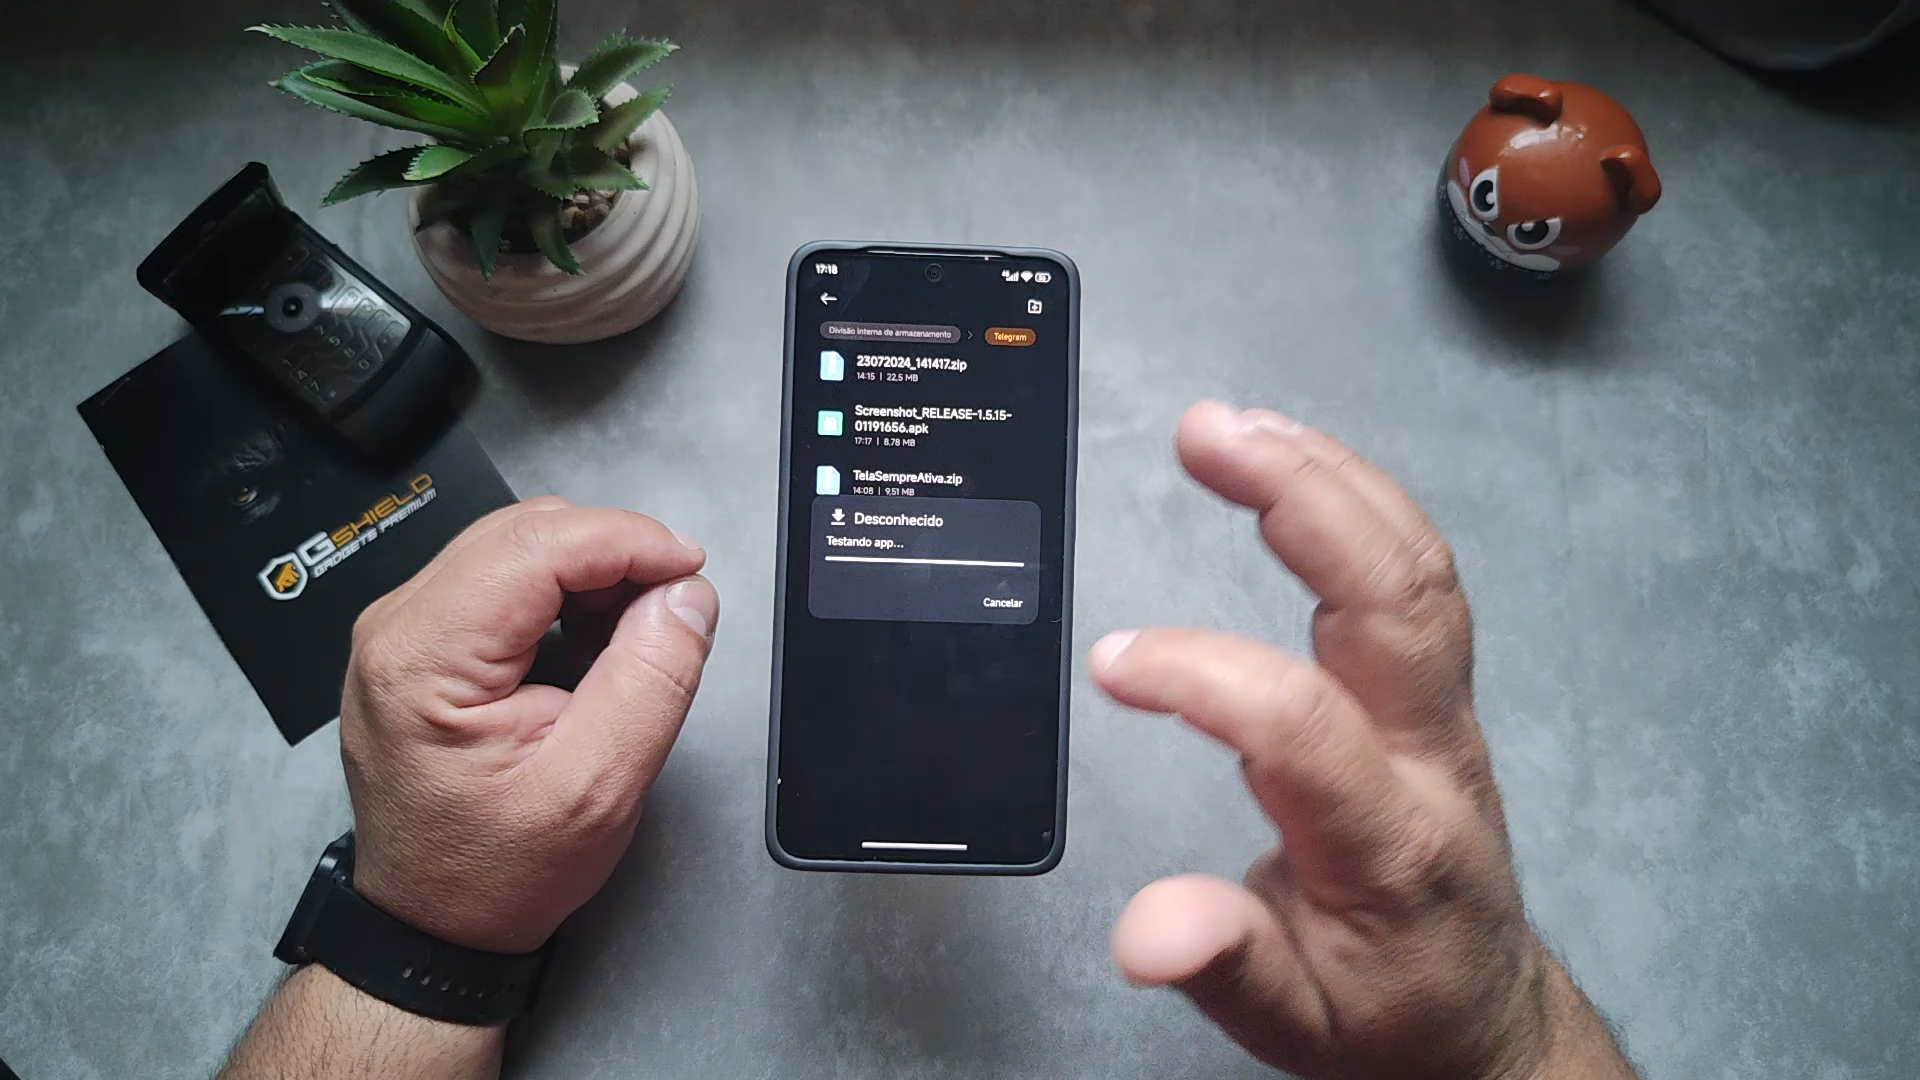 17:18
Divisão interna de armazenamento
Telegram
23072024_141417.zip
14:15 | 22,5 MB
Screenshot_RELEASE-1.5.15-
01191656.apk
17:17 | 8,78 MB
TelaSempreAtiva.zip
14:08 | 9,51 MB
Desconhecido
Testando app...
Cancelar
GSHIELD
GADGETS PREMIUM